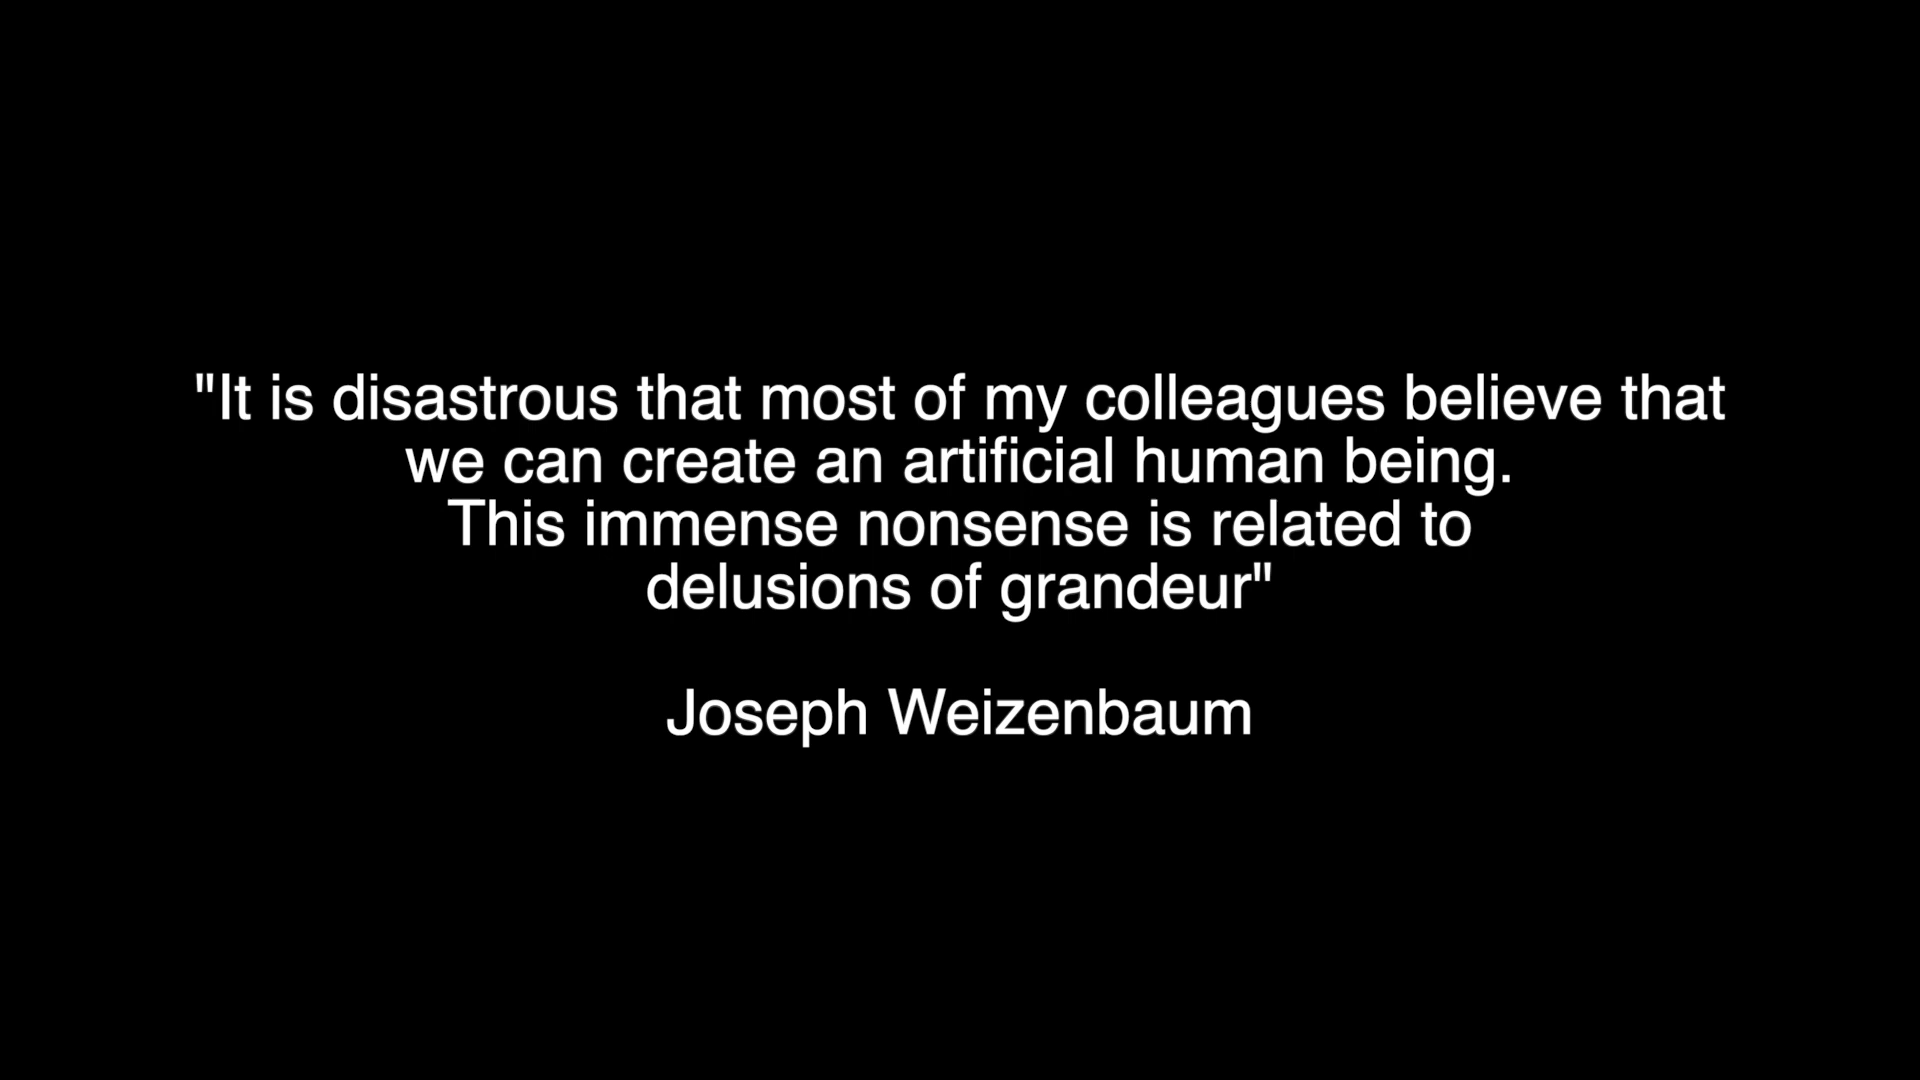 "It is disastrous that most of my colleagues believe that
we can create an artificial human being.
This immense nonsense is related to
delusions of grandeur"
Joseph Weizenbaum